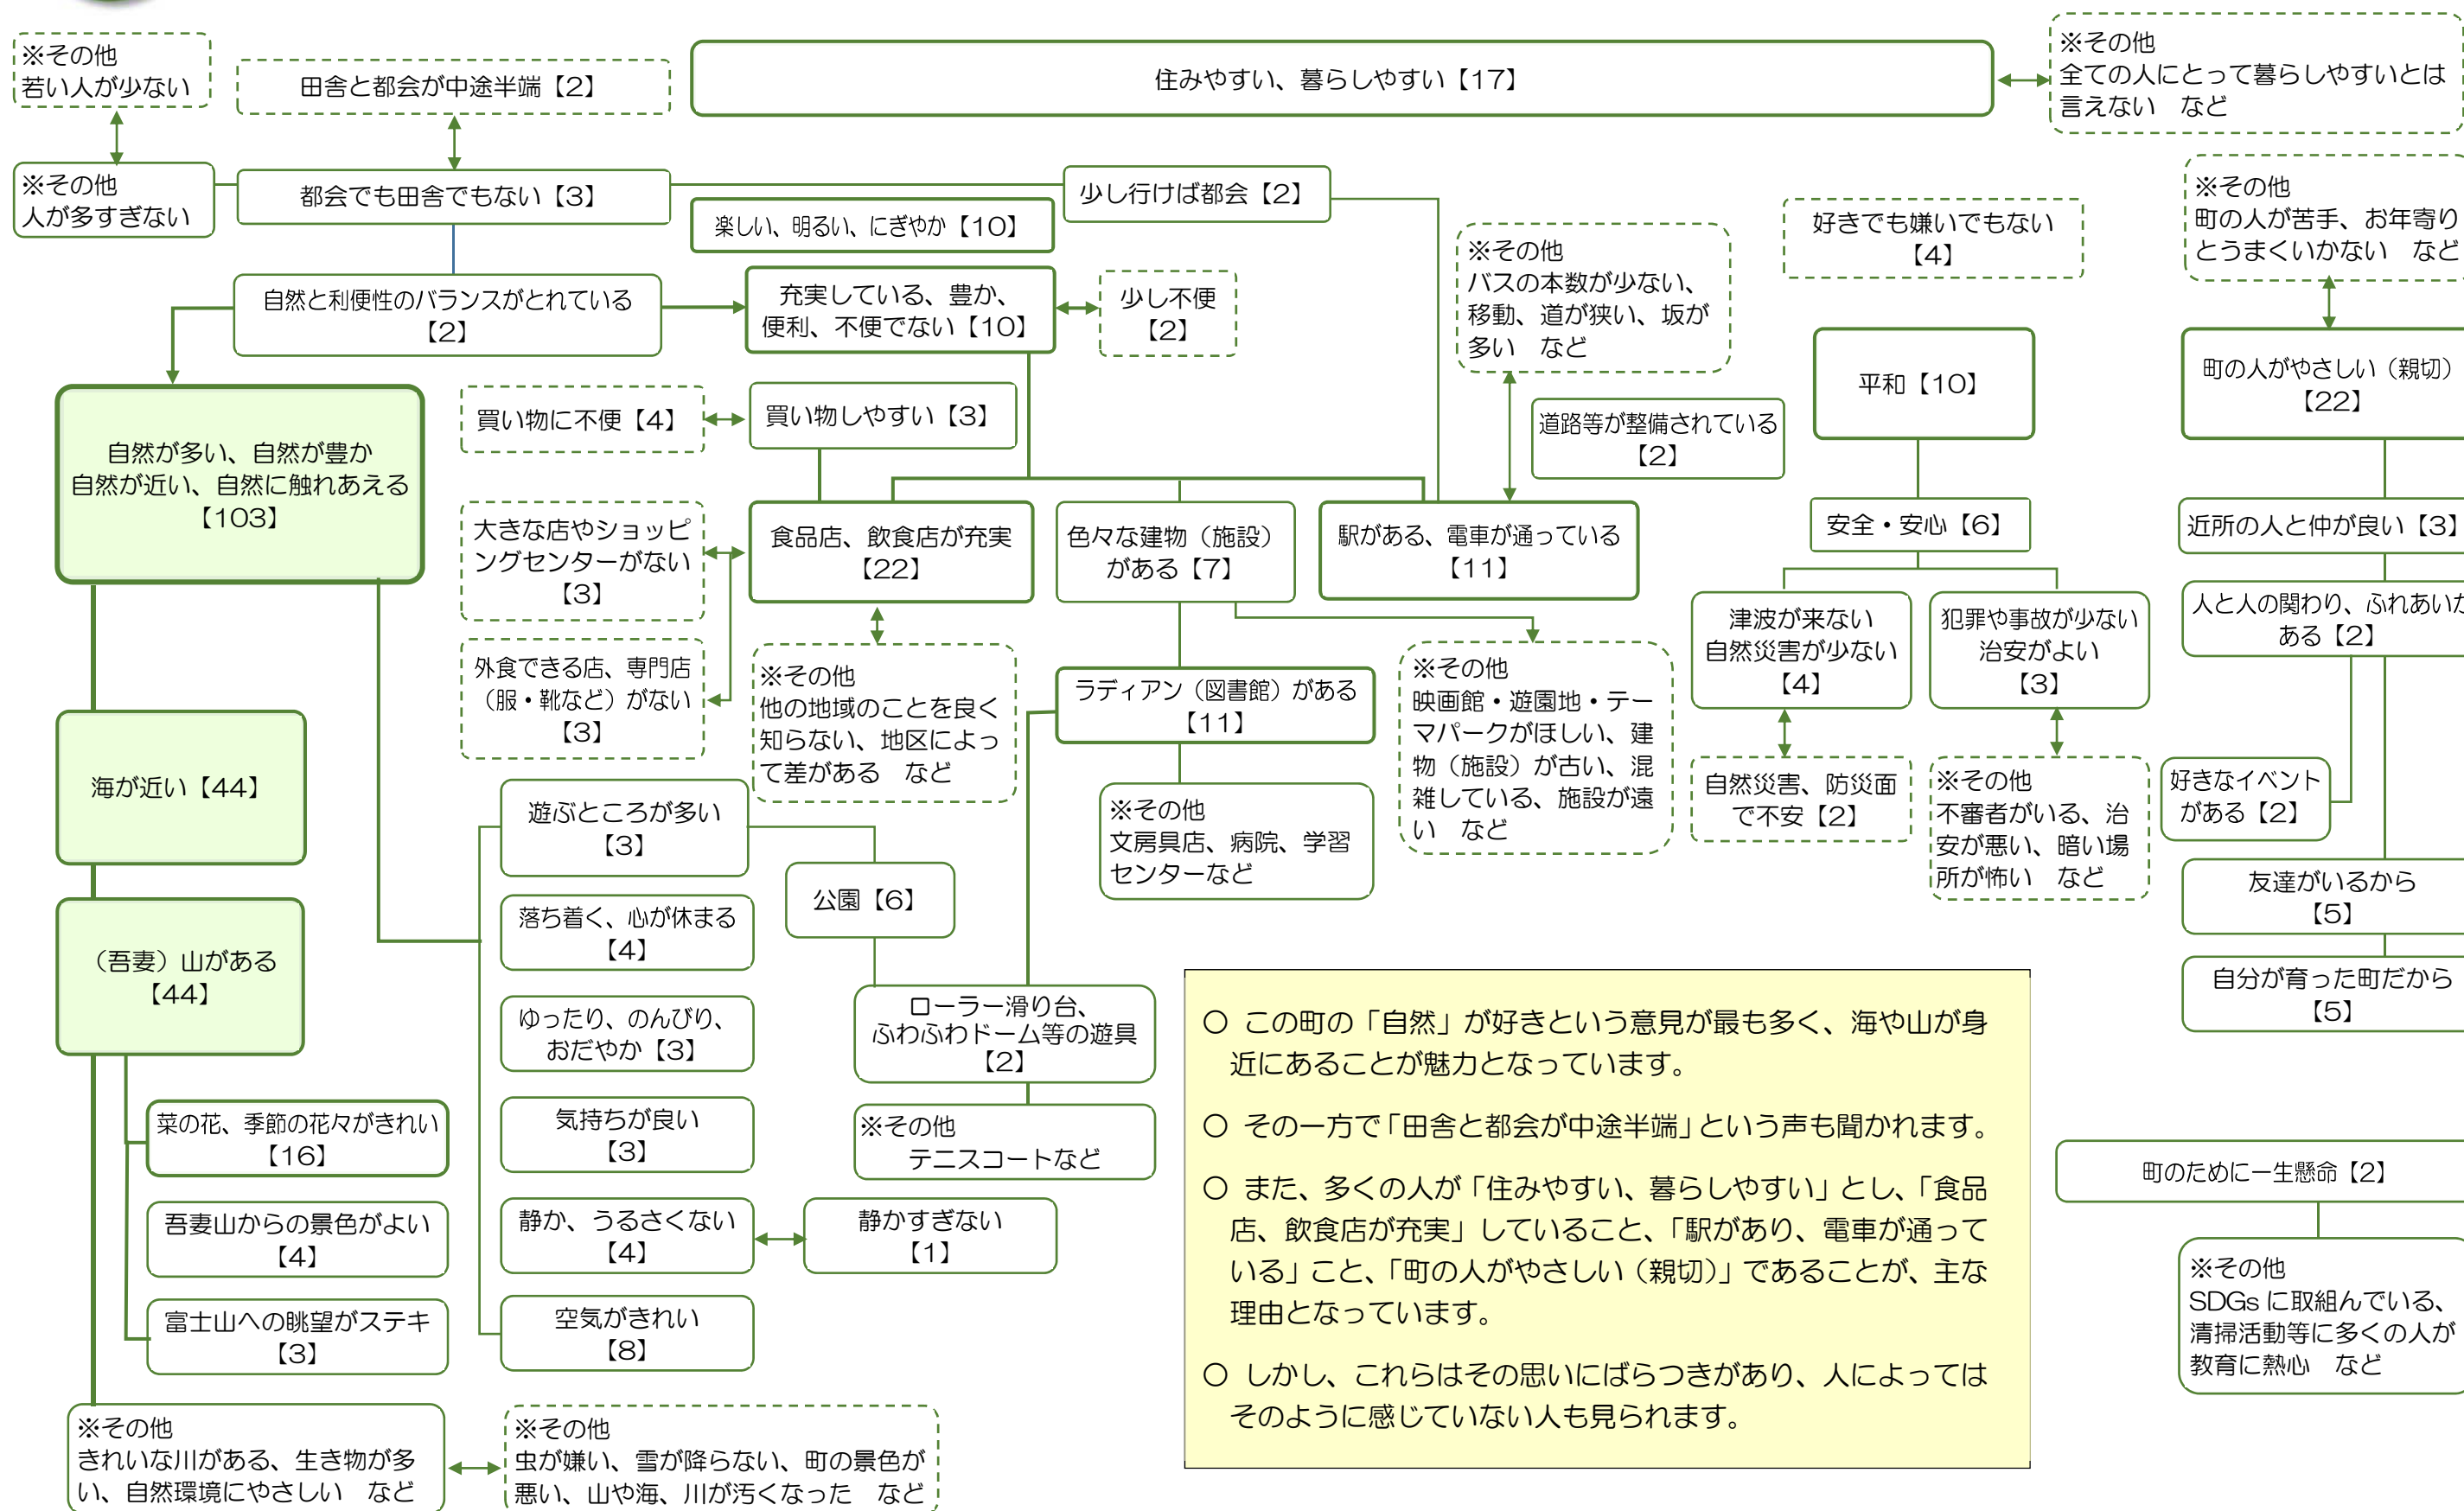 ※その他
若い人が少ない
田舎と都会が中途半端【2】
住みやすい、暮らしやすい【17】
※その他
全ての人にとって暮らしやすいとは
言えない　など
※その他
人が多すぎない
都会でも田舎でもない【3】
少し行けば都会【2】
楽しい、明るい、にぎやか【10】
※その他
バスの本数が少ない、
移動、道が狭い、坂が
多い　など
好きでも嫌いでもない
【4】
※その他
町の人が苦手、お年寄り
とうまくいかない　など
自然と利便性のバランスがとれている
【2】
充実している、豊か、
便利、不便でない【10】
少し不便
【2】
平和【10】
町の人がやさしい（親切）
【22】
自然が多い、自然が豊か
自然が近い、自然に触れあえる
【103】
買い物に不便【4】
買い物しやすい【3】
道路等が整備されている
【2】
大きな店やショッピ
ングセンターがない
【3】
食品店、飲食店が充実
【22】
色々な建物（施設）
がある【7】
駅がある、電車が通っている
【11】
安全・安心【6】
近所の人と仲が良い【3】
外食できる店、専門店
（服・靴など）がない
【3】
※その他
他の地域のことを良く
知らない、地区によっ
て差がある　など
ラディアン（図書館）がある
【11】
※その他
映画館・遊園地・テー
マパークがほしい、建
物（施設）が古い、混
雑している、施設が遠
い　など
津波が来ない
自然災害が少ない
【4】
犯罪や事故が少ない
治安がよい
【3】
人と人の関わり、ふれあいが
ある【2】
海が近い【44】
遊ぶところが多い
【3】
※その他
文房具店、病院、学習
センターなど
自然災害、防災面
で不安【2】
※その他
不審者がいる、治
安が悪い、暗い場
所が怖い　など
好きなイベント
がある【2】
（吾妻）山がある
【44】
落ち着く、心が休まる
【4】
公園【6】
友達がいるから
【5】
ゆったり、のんびり、
おだやか【3】
ローラー滑り台、
ふわふわドーム等の遊具
【2】
自分が育った町だから
【5】
菜の花、季節の花々がきれい
【16】
気持ちが良い
【3】
※その他
テニスコートなど
吾妻山からの景色がよい
【4】
静か、うるさくない
【4】
静かすぎない
【1】
富士山への眺望がステキ
【3】
空気がきれい
【8】
※その他
きれいな川がある、生き物が多
い、自然環境にやさしい　など
※その他
虫が嫌い、雪が降らない、町の景色が
悪い、山や海、川が汚くなった　など
○ この町の「自然」が好きという意見が最も多く、海や山が身
近にあることが魅力となっています。
○ その一方で「田舎と都会が中途半端」という声も聞かれます。
○ また、多くの人が「住みやすい、暮らしやすい」とし、「食品
店、飲食店が充実」していること、「駅があり、電車が通って
いる」こと、「町の人がやさしい（親切）」であることが、主な
理由となっています。
○ しかし、これらはその思いにばらつきがあり、人によっては
そのように感じていない人も見られます。
町のために一生懸命【2】
※その他
SDGs に取組んでいる、
清掃活動等に多くの人が
教育に熱心　など